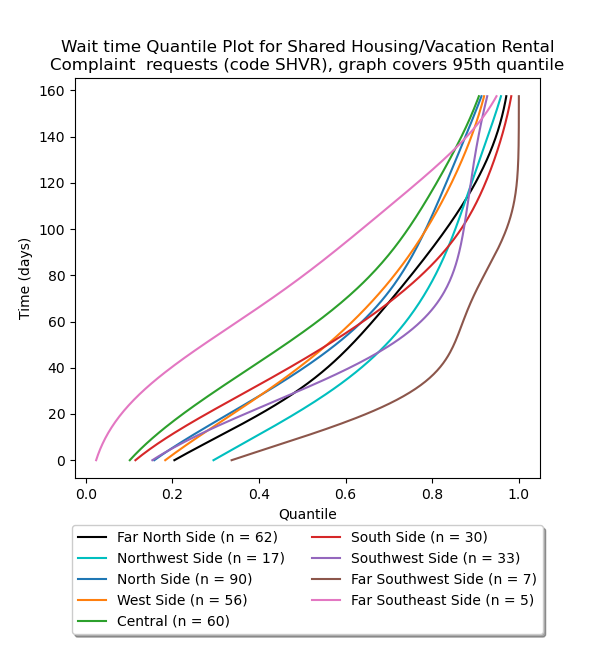 Wait time Quantile Plot for Shared Housing/Vacation Rental
Complaint  requests (code SHVR), graph covers 95th quantile
160
140
120
100
80
60
40
20
0
Time (days)
0.0 0.2 0.4 0.6 0.8 1.0
Quantile
Far North Side (n = 62)
Northwest Side (n = 17)
North Side (n = 90)
West Side (n = 56)
Central (n = 60)
South Side (n = 30)
Southwest Side (n = 33)
Far Southwest Side (n = 7)
Far Southeast Side (n = 5)